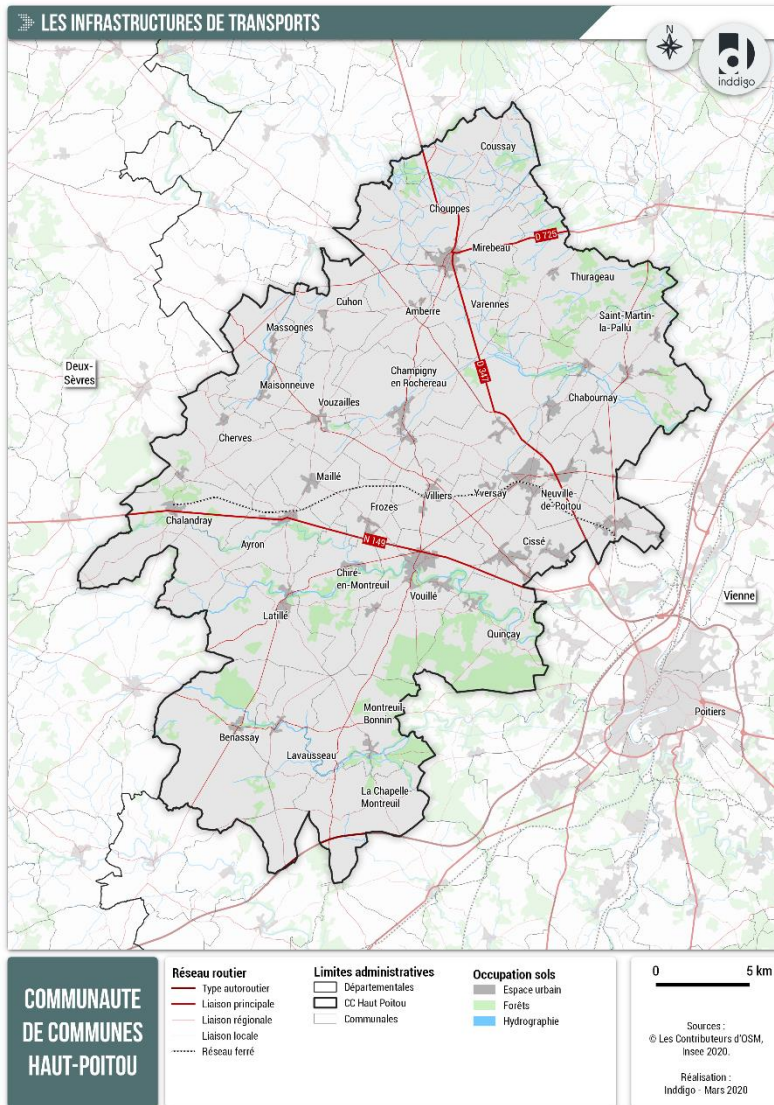 LES INFRASTRUCTURES DE TRANSPORTS
N
inddigo
Coussay
Chouppes
D 725
Mirebeau
Thurageau
Cuhon
Amberre
Varennes
Saint-Martin-
la-Pallu
Massognes
Deux-
Sèvres
D 347
Champigny
en Rochereau
Maisonneuve
Vouzailles
Chabournay
Cherves
Maillé
Villiers
Yversay
Neuville
de-Poitou
Frozes
Chalandray
Ayron
N 149
Cissé
Chiré-
en-Montreuil
Vouillé
Vienne
Latillé
Quinçay
Montreuil-
Bonnin
Poitiers
Benassay
Lavausseau
La Chapelle-
Montreuil
COMMUNAUTE
DE COMMUNES
HAUT-POITOU
Réseau routier
Type autoroutier
Liaison principale
Liaison régionale
Liaison locale
Réseau ferré
Limites administratives
Départementales
CC Haut Poitou
Communales
Occupation sols
Espace urbain
Forêts
Hydrographie
0 5 km
Sources :
© Les Contributeurs d'OSM,
Insee 2020.
Réalisation :
Inddigo - Mars 2020